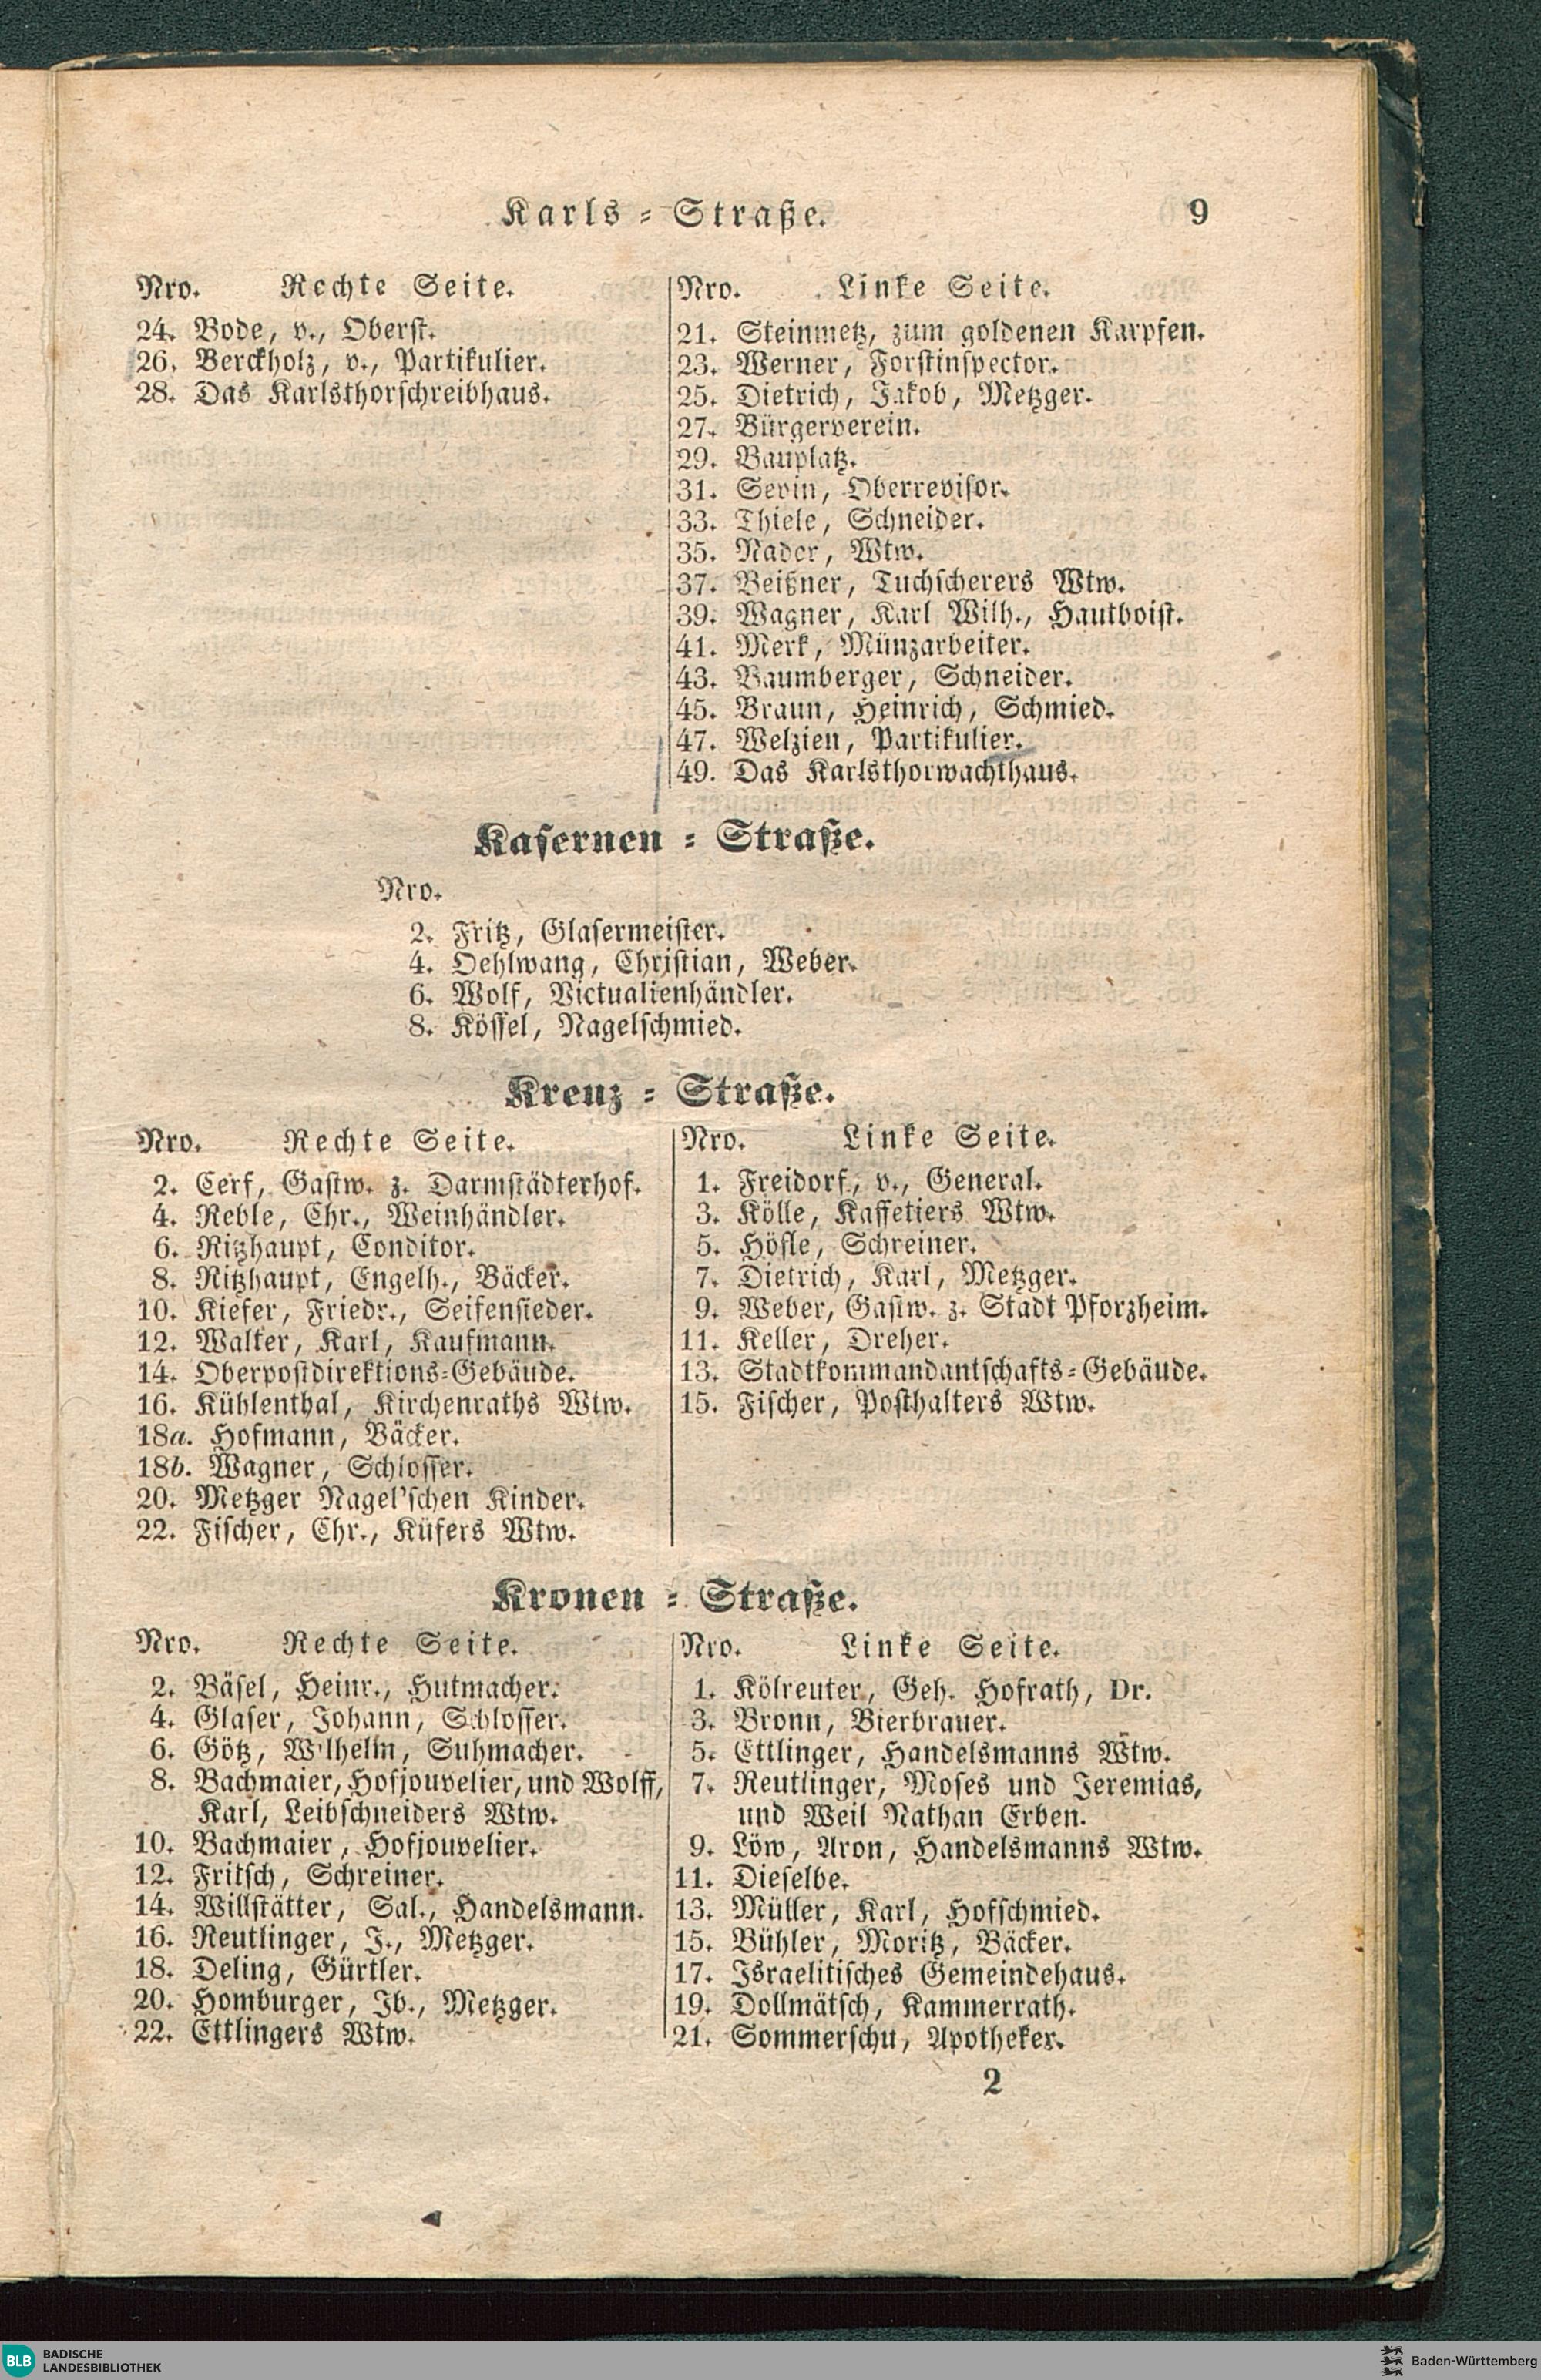 Karls = Straße.
9
Nro. Rechte Seite.
24. Bode, v., Oberst.
26. Berckholz, v., Partikulier.
28. Das Karlsthorschreibhaus.
Nro. Linke Seite.
21. Steinmetz, zum goldenen Karpfen.
23. Werner, Forstinspector.
25. Dietrich, Jakob, Metzger.
27. Bürgerverein.
29. Bauplatz.
31. Sevin, Oberrevisor.
33. Thiele, Schneider.
35. Nader, Wtw.
37. Beißner, Tuchscherers Wtw.
39. Wagner, Karl Wilh., Hautboist.
41. Merk, Münzarbeiter.
43. Baumberger, Schneider.
45. Braun, Heinrich, Schmied.
47. Welzien, Partikulier.
49. Das Karlsthorwachthaus.
Kasernen = Straße.
Nro.
2. Fritz, Glasermeister.
4. Oehlwang, Christian, Weber.
6. Wolf, Victualienhändler.
8. Kössel, Nagelschmied.
Kreuz = Straße.
Nro. Rechte Seite.
2. Cerf, Gastw. z. Darmstädterhof.
4. Reble, Chr., Weinhändler.
6. Ritzhaupt, Conditor.
8. Ritzhaupt, Engelh., Bäcker.
10. Kiefer, Friedr., Seifensieder.
12. Walker, Karl, Kaufmann.
14. Oberpostdirektions=Gebäude.
16. Kühlenthal, Kirchenraths Wtw.
18a. Hofmann, Bäcker.
18b. Wagner, Schlosser.
20. Metzger Nagel'schen Kinder.
22. Fischer, Chr., Küfers Wtw.
Nro. Linke Seite.
1. Freidorf, v., General.
3. Kölle, Kaffetiers Wtw.
5. Höfle, Schreiner.
7. Dietrich, Karl, Metzger.
9. Weber, Gastw. z. Stadt Pforzheim.
11. Keller, Dreher.
13. Stadtkommandantschafts=Gebäude.
15. Fischer, Posthalters Wtw.
Kronen = Straße.
Nro. Rechte Seite.
2. Bäsel, Heinr., Hutmacher.
4. Glaser, Johann, Schlosser.
6. Götz, Wilhelm, Suhmacher.
8. Bachmaier, Hofjouvelier, und Wolff,
Karl, Leibschneiders Wtw.
10. Bachmaier, Hofjouvelier.
12. Fritsch, Schreiner.
14. Willstätter, Sal., Handelsmann.
16. Reutlinger, J., Metzger.
18. Deling, Gürtler.
20. Homburger, Jb., Metzger.
22. Ettlingers Wtw.
Nro. Linke Seite.
1. Kölreuter, Geh. Hofrath, Dr.
3. Bronn, Bierbrauer.
5. Ettlinger, Handelsmanns Wtw.
7. Reutlinger, Moses und Jeremias,
und Weil Nathan Erben.
9. Löw, Aron, Handelsmanns Wtw.
11. Dieselbe.
13. Müller, Karl, Hofschmied.
15. Bühler, Moritz, Bäcker.
17. Israelitisches Gemeindehaus.
19. Dollmätsch, Kammerrath.
21. Sommerschu, Apotheker.
2
BLB BADISCHE
LANDESBIBLIOTHEK
Baden-Württemberg